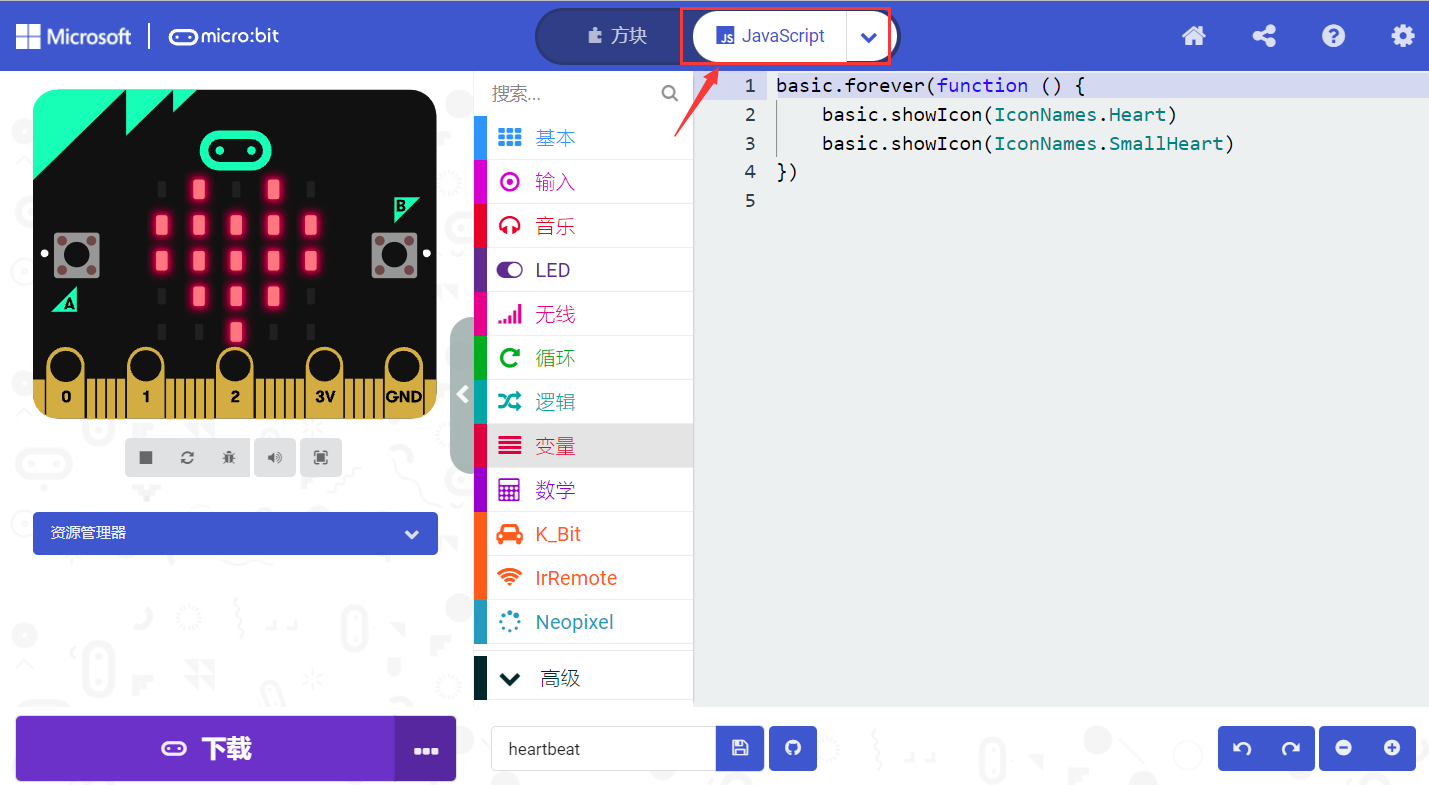 Microsoft
micro:bit
方块
JS JavaScript
B
A
0 1 2 3V GND
资源管理器
下载
搜索...
基本
输入
音乐
LED
无线
循环
逻辑
变量
数学
K_Bit
IrRemote
Neopixel
高级
1 basic.forever(function () {
2 basic.showIcon(IconNames.Heart)
3 basic.showIcon(IconNames.SmallHeart)
4 })
5
heartbeat